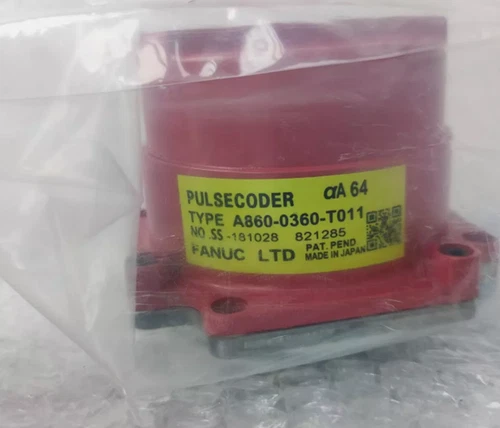 PULSECODER αA 64
TYPE A860-0360-T011
NO.SS-181028 821285
FANUC LTD PAT. PEND
MADE IN JAPAN